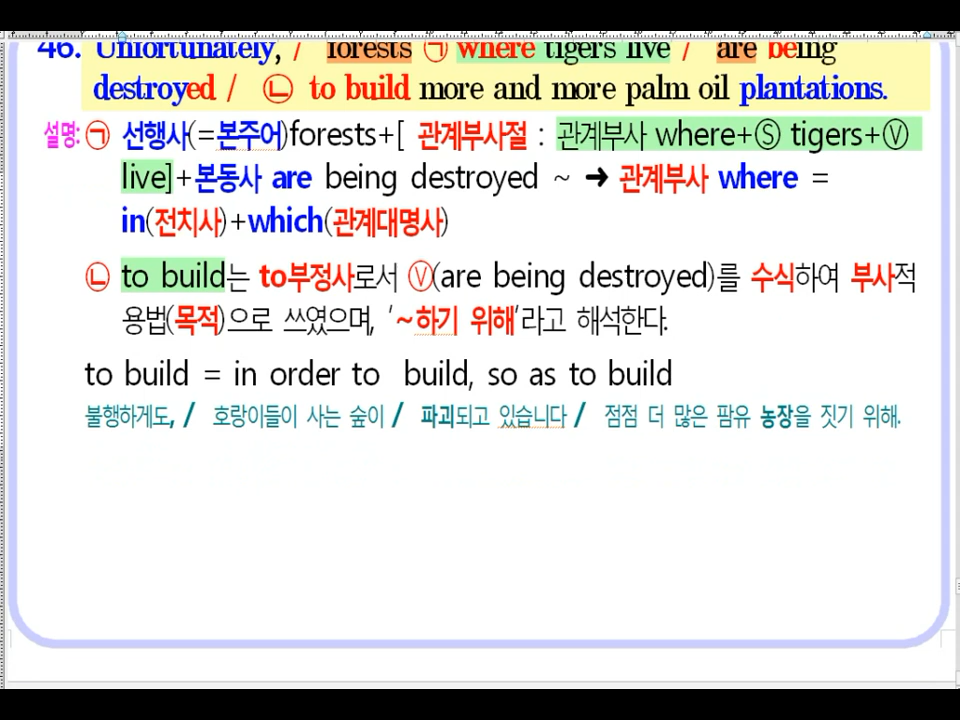 46. Unfortunately, / forests ㉠ where tigers live / are being
destroyed / ㉡ to build more and more palm oil plantations.
설명:㉠ 선행사(=본주어)forests+[ 관계부사절 : 관계부사 where+Ⓢ tigers+Ⓥ
live]+본동사 are being destroyed ~ ➜ 관계부사 where =
in(전치사)+which(관계대명사)
㉡ to build는 to부정사로서 Ⓥ(are being destroyed)를 수식하여 부사적
용법(목적)으로 쓰였으며, '~하기 위해'라고 해석한다.
to build = in order to build, so as to build
불행하게도, / 호랑이들이 사는 숲이 / 파괴되고 있습니다 / 점점 더 많은 팜유 농장을 짓기 위해.